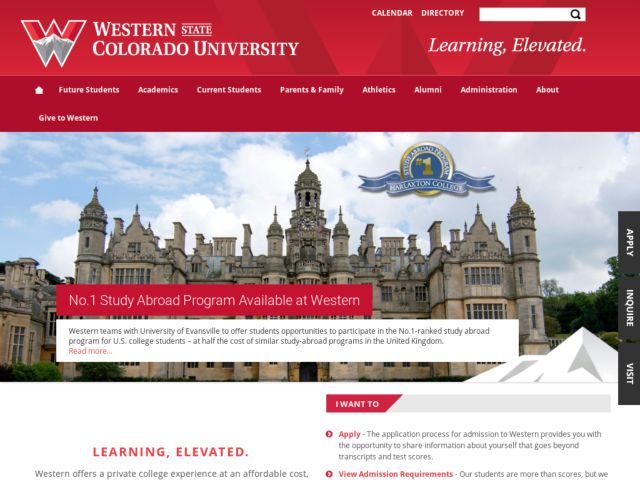 WESTERN STATE
COLORADO UNIVERSITY
CALENDAR DIRECTORY
Learning, Elevated.
Future Students Academics Current Students Parents & Family Athletics Alumni Administration About
Give to Western
STUDY ABROAD PROGRAM
#1
HARLAXTON COLLEGE
APPLY
INQUIRE
VISIT
No.1 Study Abroad Program Available at Western
Western teams with University of Evansville to offer students opportunities to participate in the No.1-ranked study abroad
program for U.S. college students – at half the cost of similar study-abroad programs in the United Kingdom.
Read more...
LEARNING, ELEVATED.
Western offers a private college experience at an affordable cost,
I WANT TO
Apply - The application process for admission to Western provides you with
the opportunity to share information about yourself that goes beyond
transcripts and test scores.
View Admission Requirements - Our students are more than scores, but we